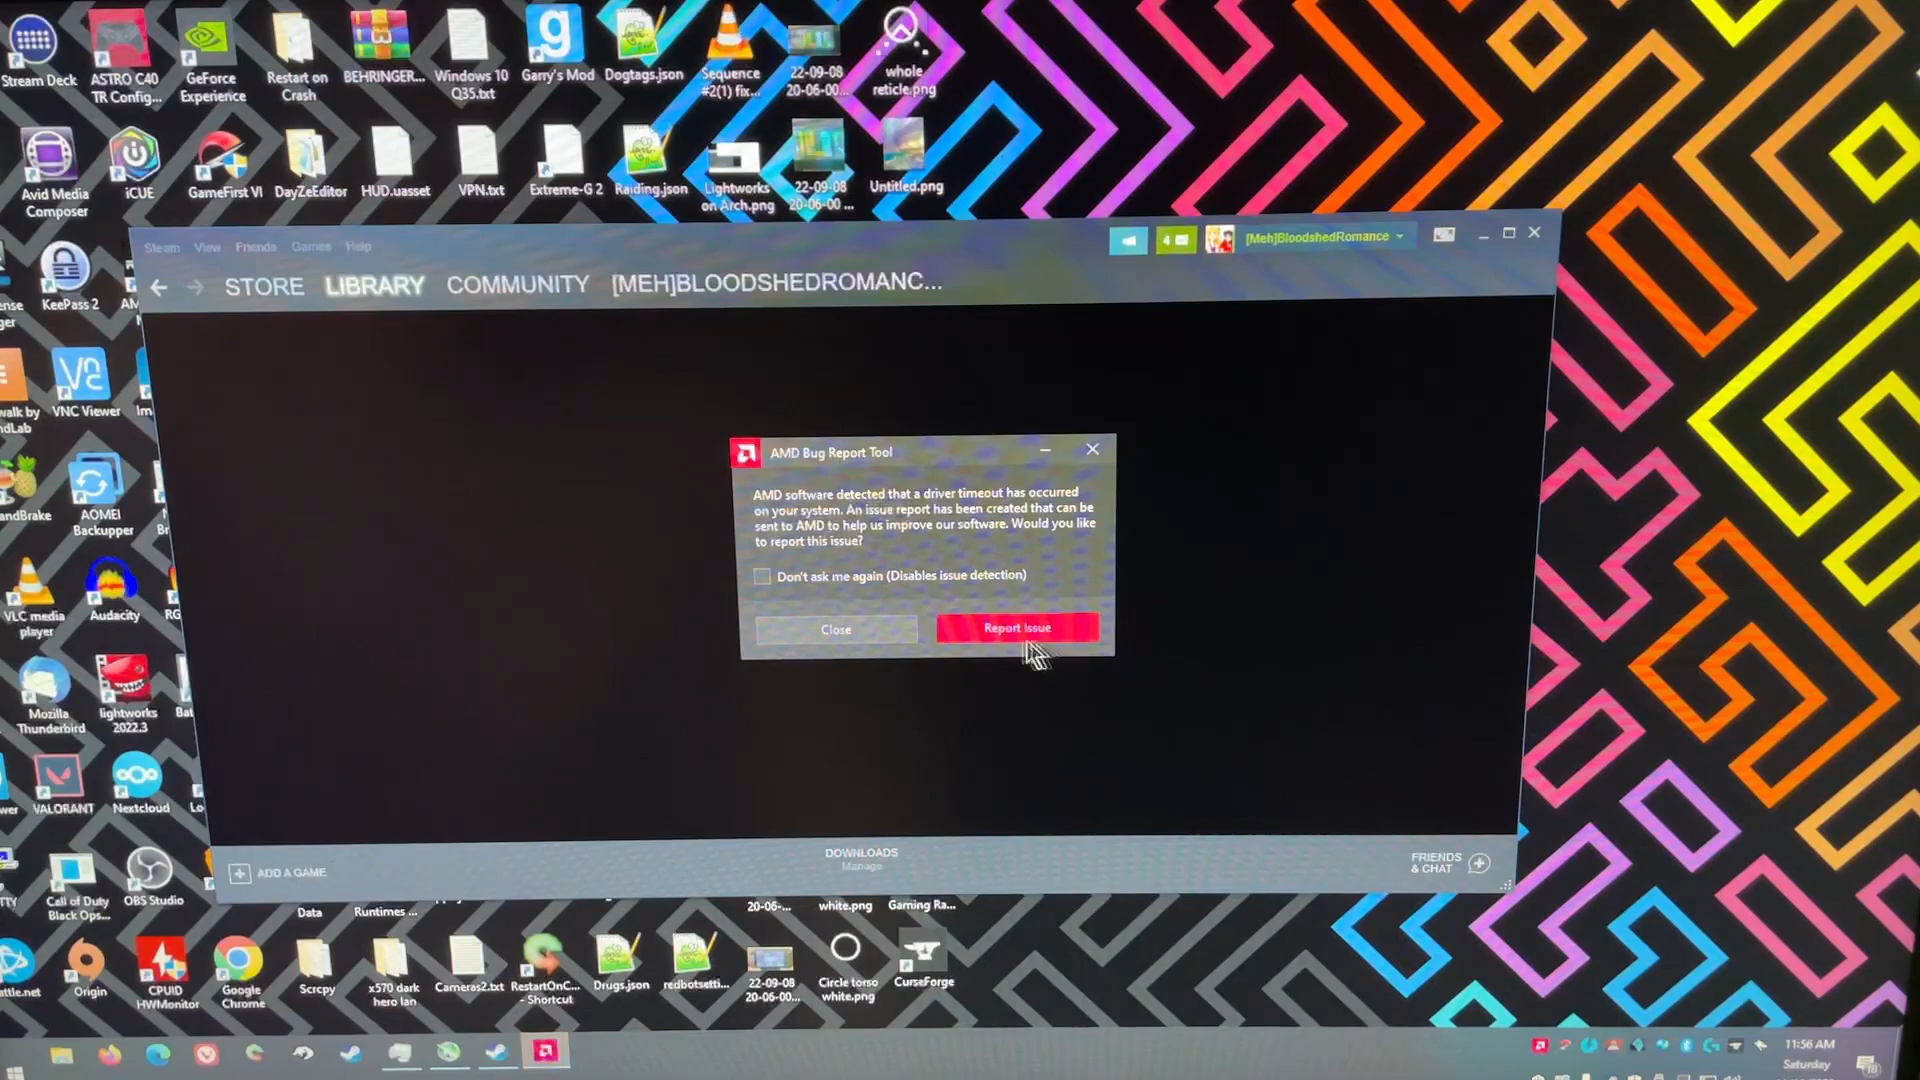 Stream Deck
ASTRO C40
TR Config...
GeForce
Experience
Restart on
Crash
BEHRINGER...
Windows 10
Q35.txt
Garry's Mod
Dogtags.json
Sequence
#2(1) fix...
22-09-08
20-06-00...
whole
reticle.png
Avid Media
Composer
iCUE
GameFirst VI
DayZeEditor
HUD.uasset
VPN.txt
Extreme-G 2
Raiding.json
Lightworks
on Arch.png
22-09-08
20-06-00 ...
Untitled.png
Steam View Friends Games Help
4
[Meh]BloodshedRomance
STORE LIBRARY COMMUNITY [MEH]BLOODSHEDROMANC...
KeePass 2
VNC Viewer
AOMEI
Backupper
VLC media
player
Audacity
Mozilla
Thunderbird
lightworks
2022.3
VALORANT
Nextcloud
AMD Bug Report Tool
AMD software detected that a driver timeout has occurred
on your system. An issue report has been created that can be
sent to AMD to help us improve our software. Would you like
to report this issue?
Don't ask me again (Disables issue detection)
Close
Report Issue
ADD A GAME
DOWNLOADS
Manage
FRIENDS
& CHAT
Call of Duty
Black Ops...
OBS Studio
Data
Runtimes ...
20-06-...
white.png
Gaming Ra...
Origin
CPUID
HWMonitor
Google
Chrome
Scrcpy
x570 dark
hero lan
Cameras2.txt
RestartOnC...
- Shortcut
Drugs.json
redbotsetti...
22-09-08
20-06-00...
Circle torso
white.png
CurseForge
11:56 AM
Saturday